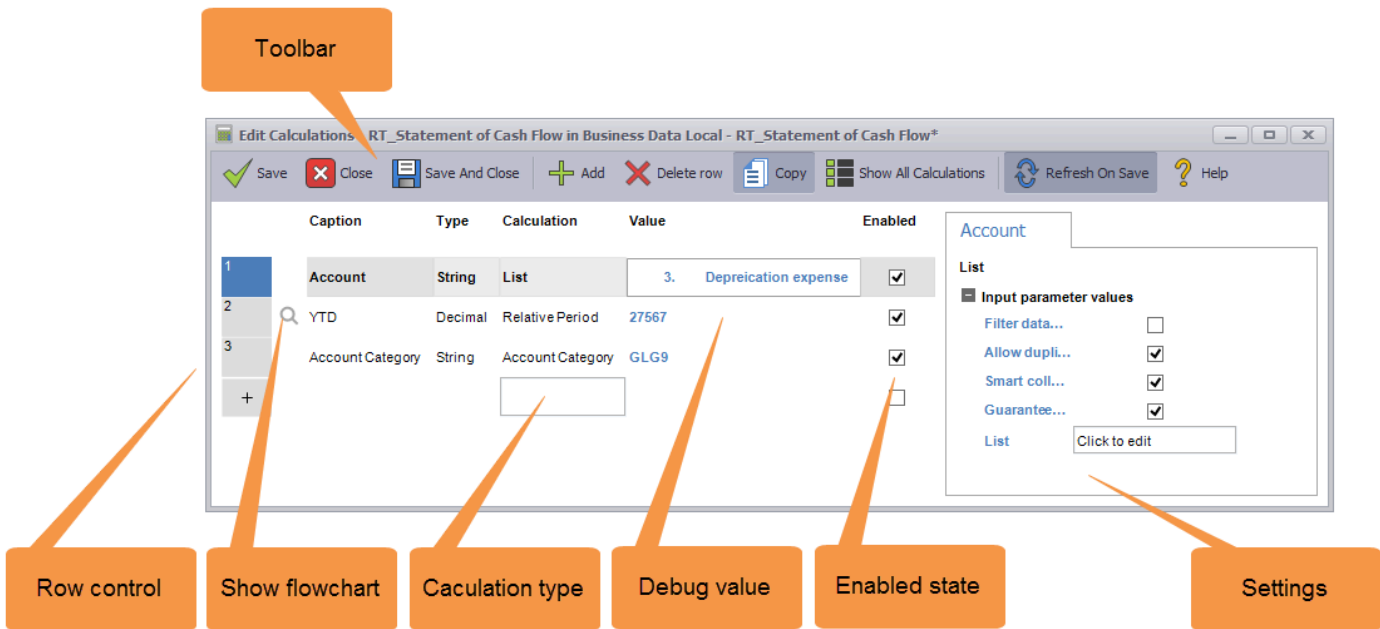 Toolbar
Edit Calculations - RT_Statement of Cash Flow in Business Data Local - RT_Statement of Cash Flow*
Save Close Save And Close Add Delete row Copy Show All Calculations Refresh On Save Help
Caption Type Calculation Value Enabled
Account
1 Account String List 3. Depreication expense
List
Input parameter values
2 YTD Decimal Relative Period 27567
Filter data...
3 Account Category String Account Category GLG9
Allow dupli...
Smart coll...
+
Guarantee...
List Click to edit
Row control Show flowchart Caculation type Debug value Enabled state Settings